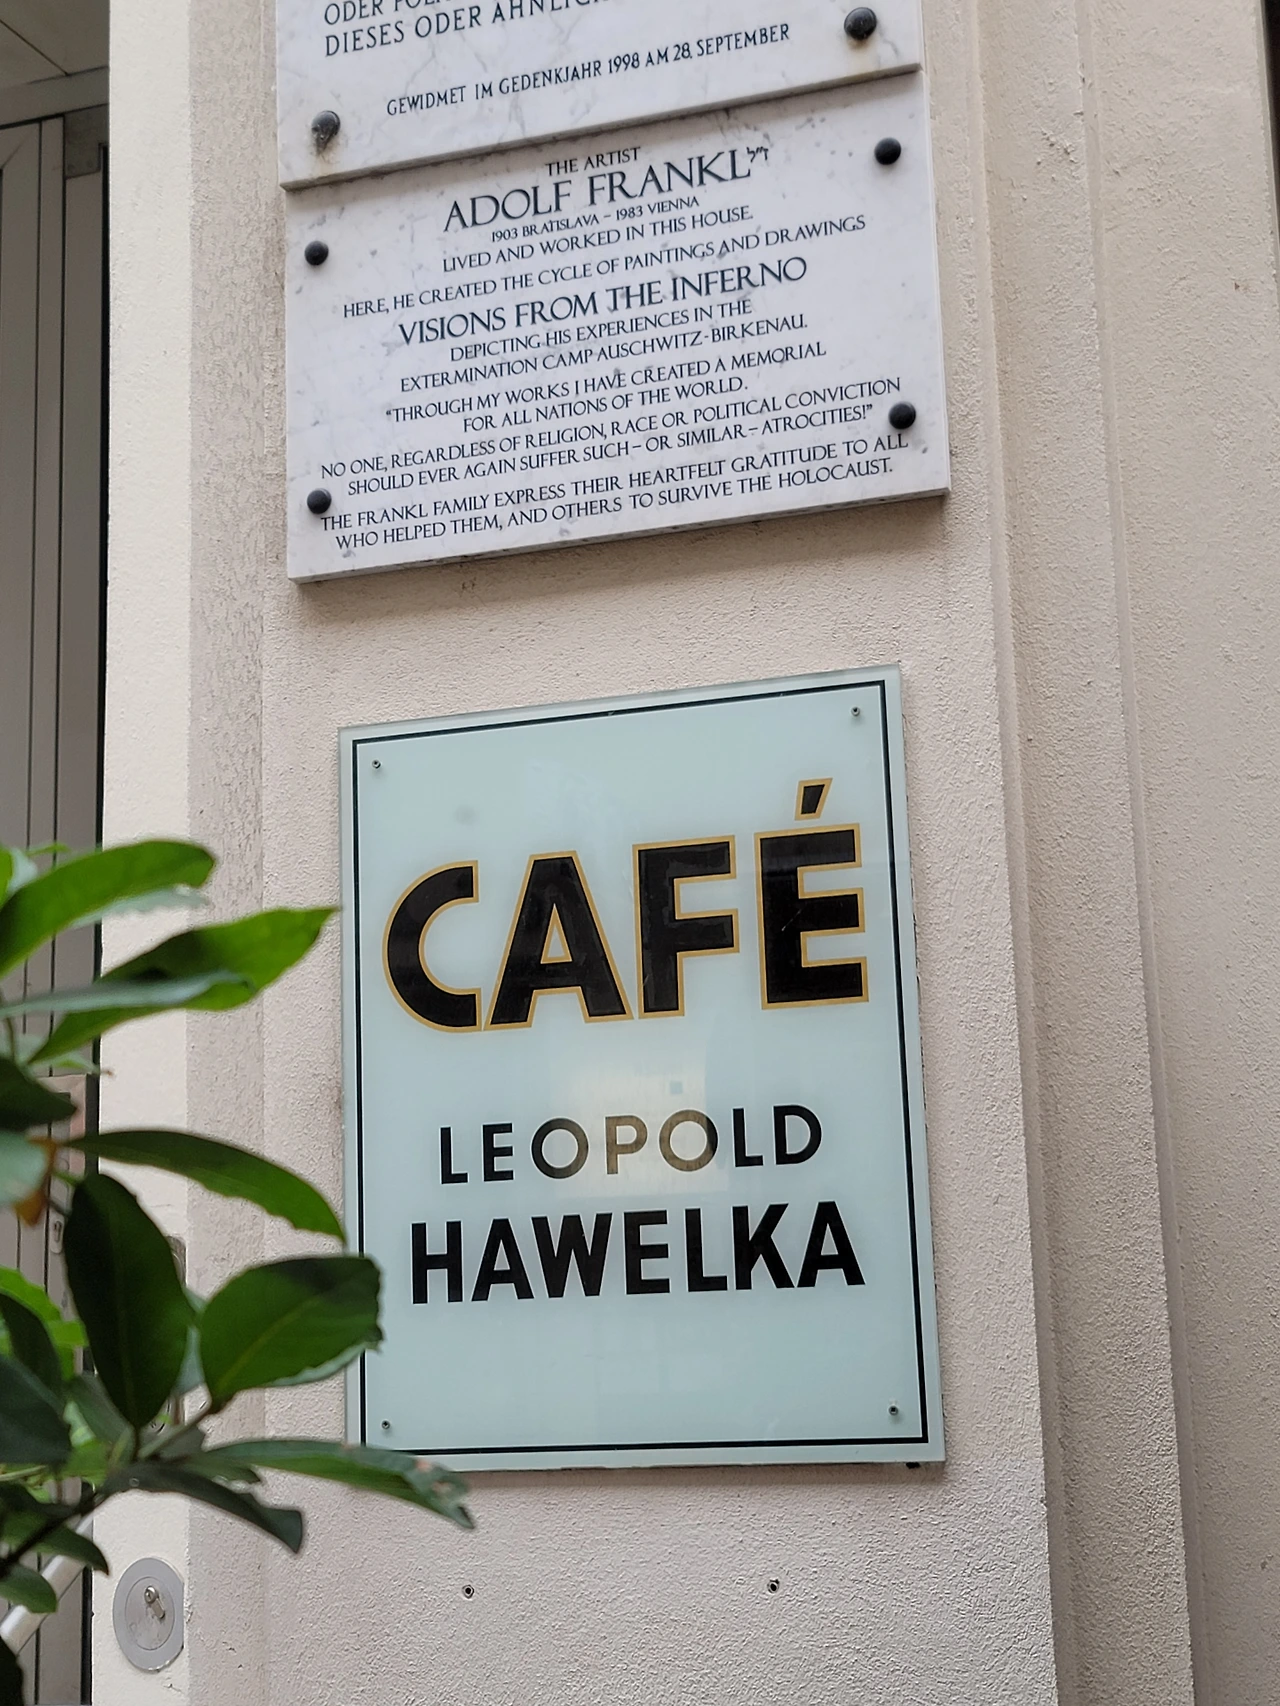 ODER
DIESES ODER ÄHNLICH
GEWIDMET IM GEDENKJAHR 1998 AM 28. SEPTEMBER
THE ARTIST
ADOLF FRANKL ז״ל
1903 BRATISLAVA – 1983 VIENNA
LIVED AND WORKED IN THIS HOUSE.
HERE, HE CREATED THE CYCLE OF PAINTINGS AND DRAWINGS
VISIONS FROM THE INFERNO
DEPICTING HIS EXPERIENCES IN THE
EXTERMINATION CAMP AUSCHWITZ-BIRKENAU.
“THROUGH MY WORKS I HAVE CREATED A MEMORIAL
FOR ALL NATIONS OF THE WORLD.
NO ONE, REGARDLESS OF RELIGION, RACE OR POLITICAL CONVICTION
SHOULD EVER AGAIN SUFFER SUCH – OR SIMILAR – ATROCITIES!”
THE FRANKL FAMILY EXPRESS THEIR HEARTFELT GRATITUDE TO ALL
WHO HELPED THEM, AND OTHERS TO SURVIVE THE HOLOCAUST.
CAFÉ
LEOPOLD
HAWELKA